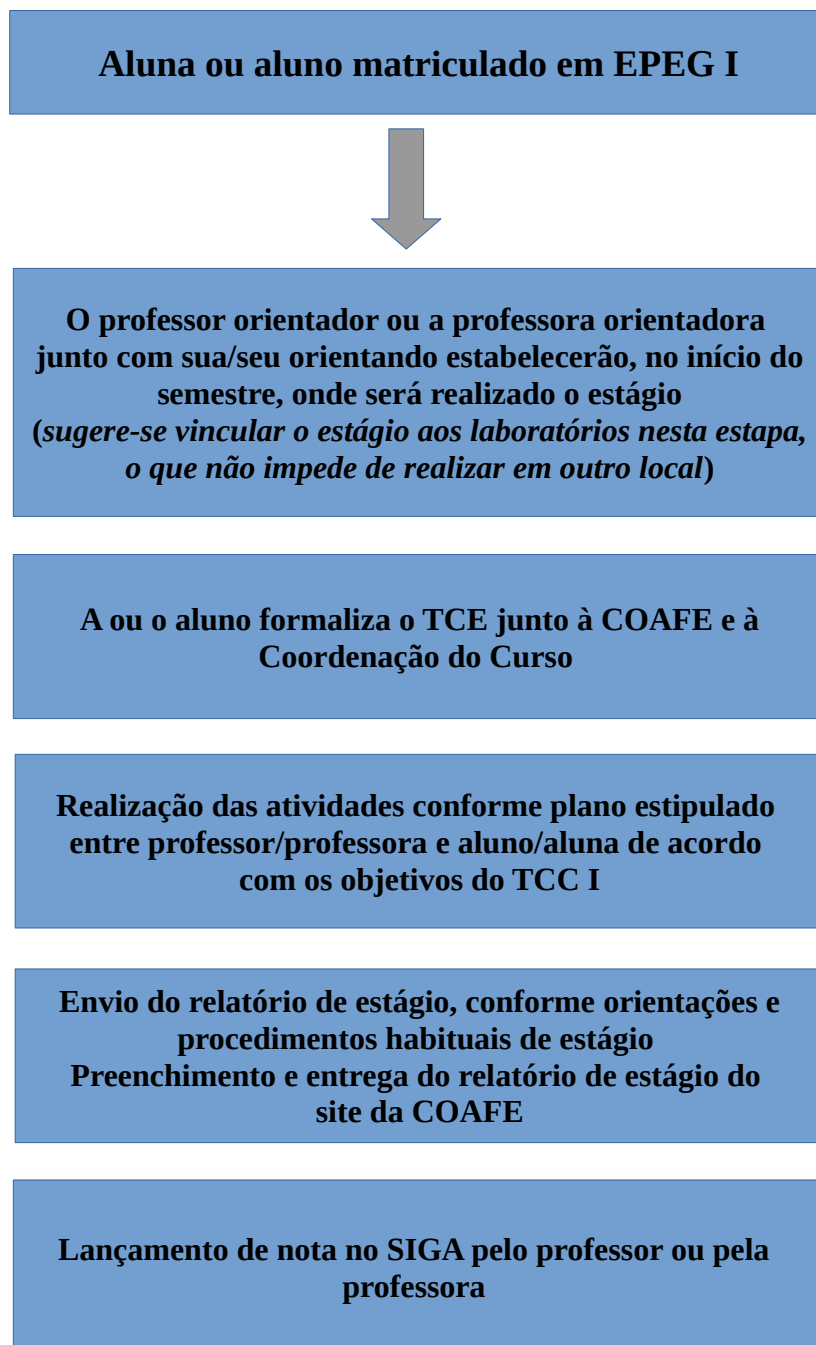 Aluna ou aluno matriculado em EPEG I
O professor orientador ou a professora orientadora
junto com sua/seu orientando estabelecerão, no início do
semestre, onde será realizado o estágio
(sugere-se vincular o estágio aos laboratórios nesta estapa,
o que não impede de realizar em outro local)
A ou o aluno formaliza o TCE junto à COAFE e à
Coordenação do Curso
Realização das atividades conforme plano estipulado
entre professor/professora e aluno/aluna de acordo
com os objetivos do TCC I
Envio do relatório de estágio, conforme orientações e
procedimentos habituais de estágio
Preenchimento e entrega do relatório de estágio do
site da COAFE
Lançamento de nota no SIGA pelo professor ou pela
professora